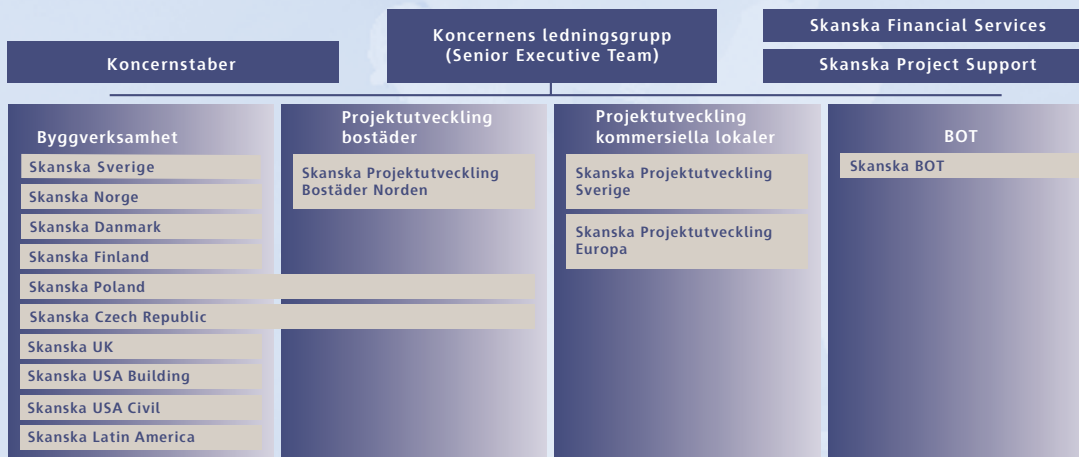 Koncernstaber
Koncernens ledningsgrupp
(Senior Executive Team)
Skanska Financial Services
Skanska Project Support
Byggverksamhet
Skanska Sverige
Skanska Norge
Skanska Danmark
Skanska Finland
Skanska Poland
Skanska Czech Republic
Skanska UK
Skanska USA Building
Skanska USA Civil
Skanska Latin America
Projektutveckling
bostäder
Skanska Projektutveckling
Bostäder Norden
Projektutveckling
kommersiella lokaler
Skanska Projektutveckling
Sverige
Skanska Projektutveckling
Europa
BOT
Skanska BOT